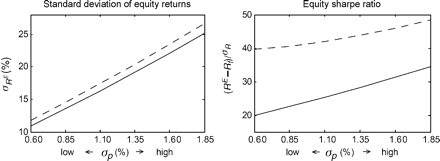 Standard deviation of equity returns
σ_R^E (%)
25
20
15
10
0.60 0.85 1.10 1.35 1.60 1.85
low ← σ_p (%) → high
Equity sharpe ratio
(R^E−R_f)/σ_R
50
40
30
20
10
0.60 0.85 1.10 1.35 1.60 1.85
low ← σ_p (%) → high